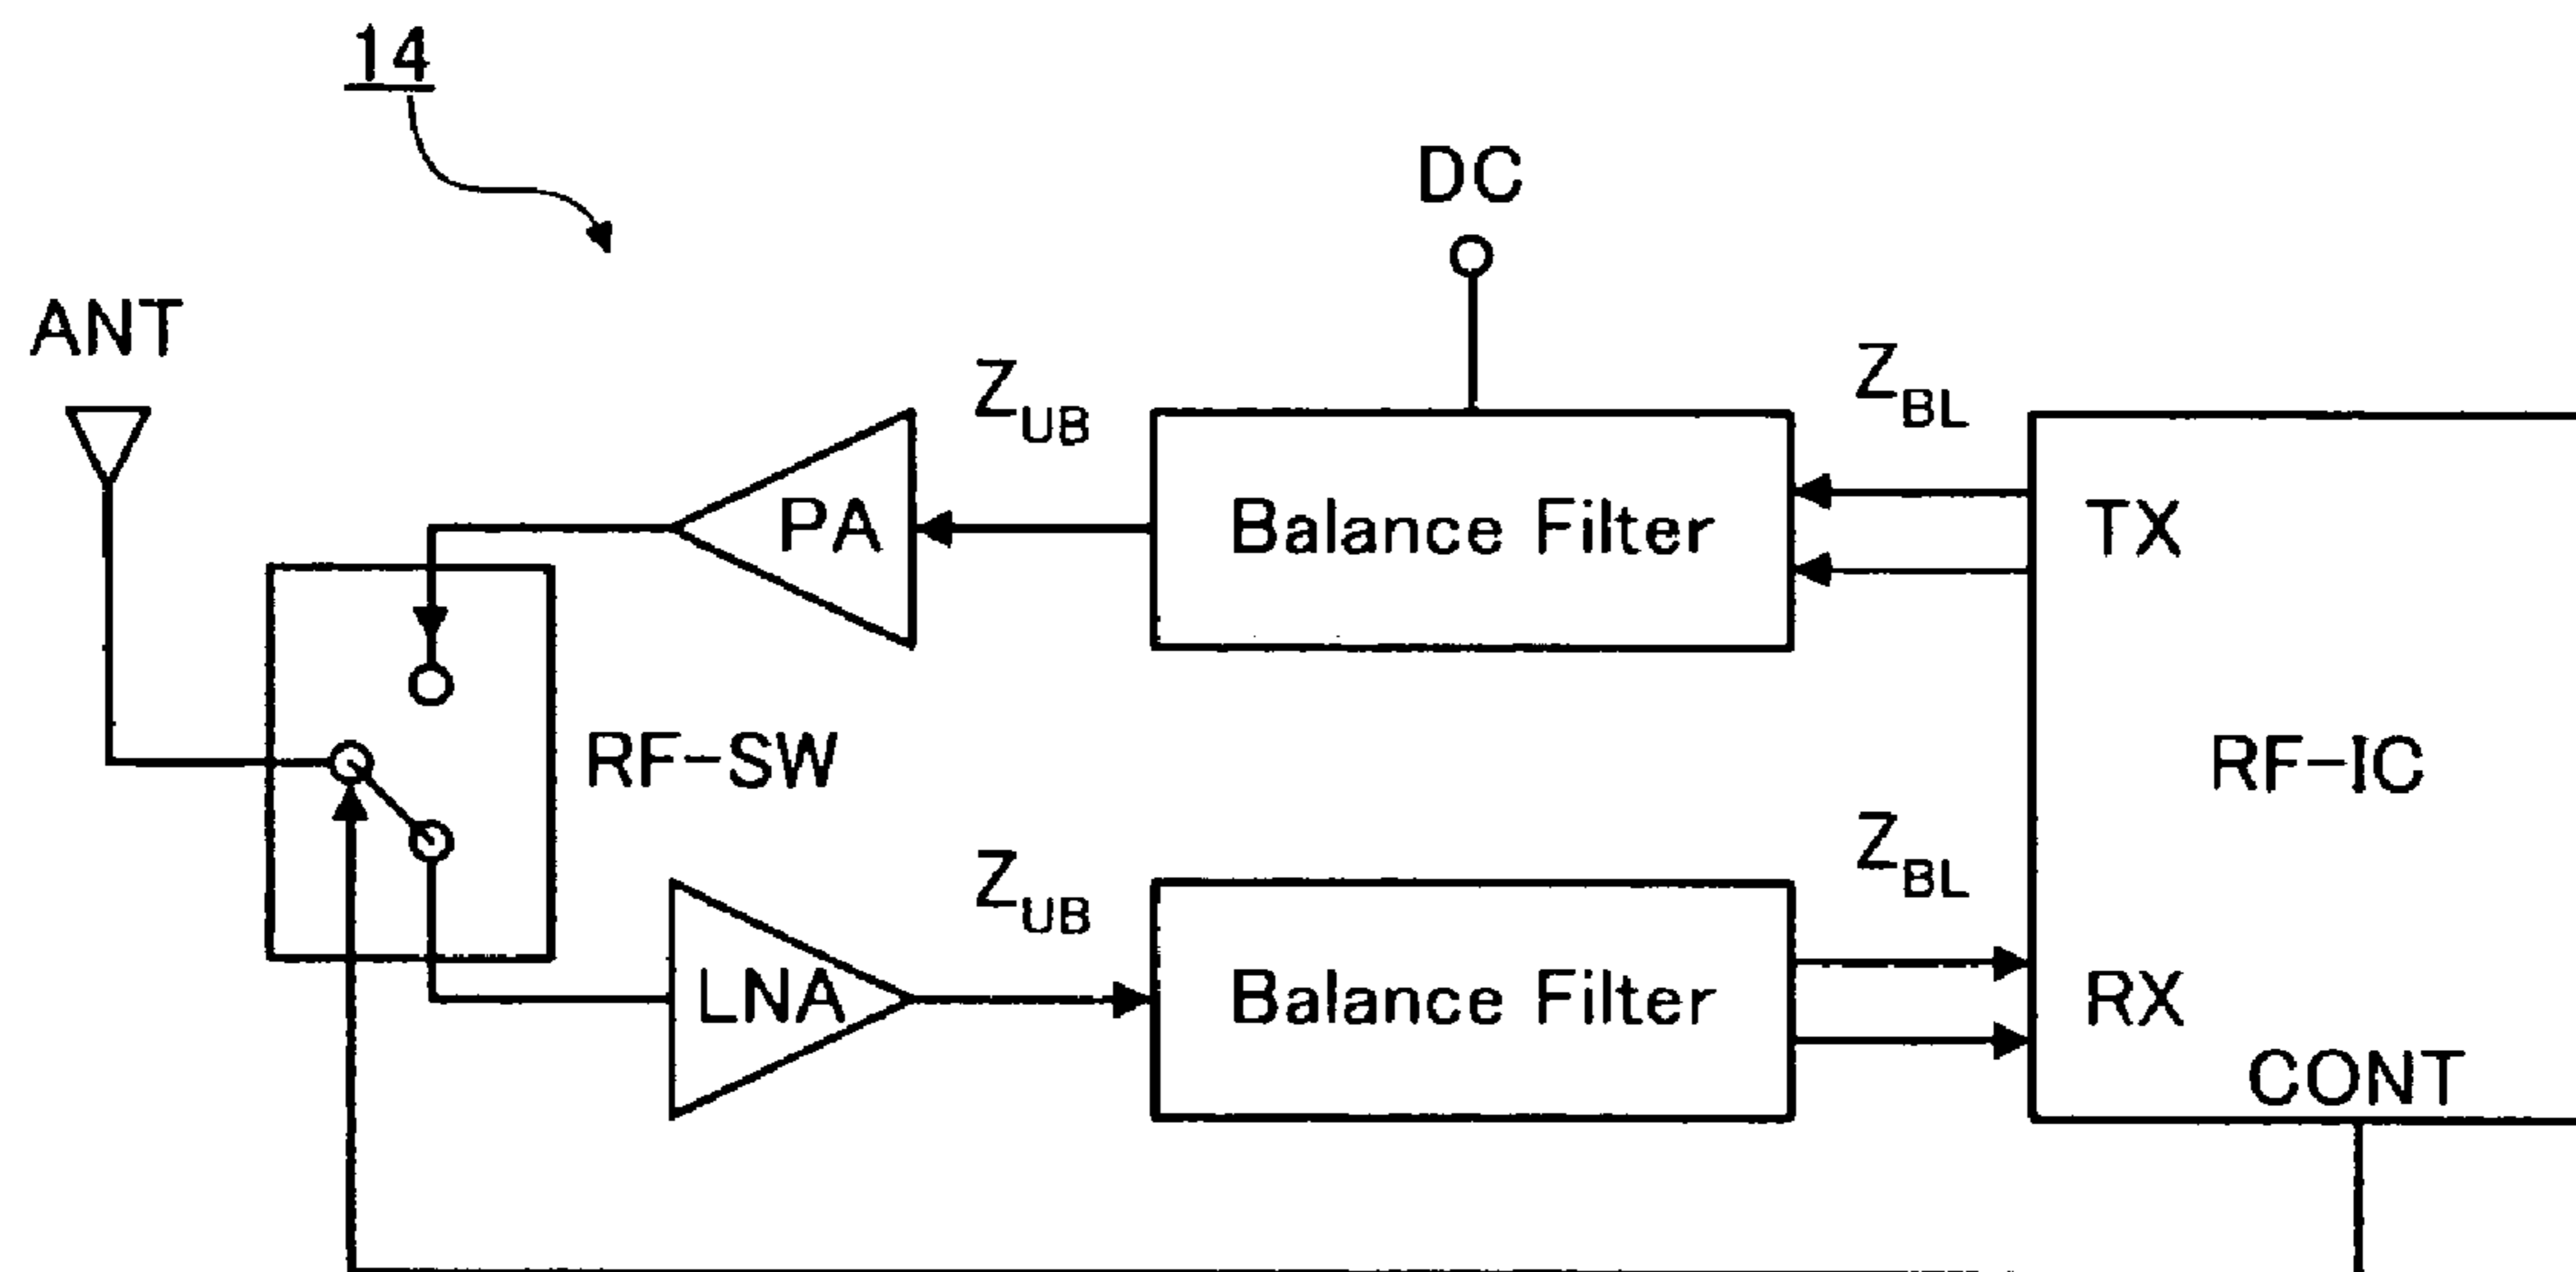 14
DC
ANT
Z_UB
Z_BL
PA
Balance Filter
TX
RF-SW
RF-IC
Z_UB
Z_BL
LNA
Balance Filter
RX
CONT